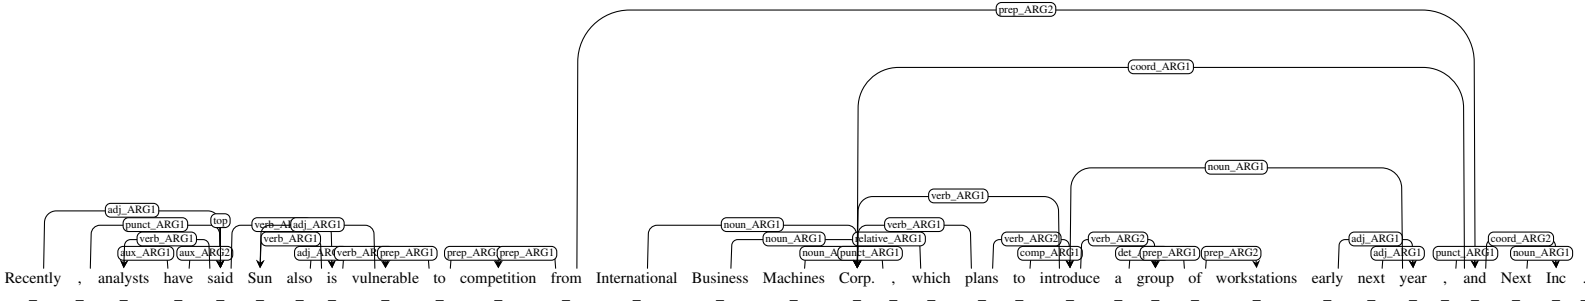 prep_ARG2
coord_ARG1
noun_ARG1
verb_ARG1
adj_ARG1 top
punct_ARG1 adj_ARG1 noun_ARG1 verb_ARG1
verb_ARG1 verb_ARG1 noun_ARG1 relative_ARG1 verb_ARG2 verb_ARG2 adj_ARG1 coord_ARG2
aux_ARG1 aux_ARG2 prep_ARG1 prep_ARG1 punct_ARG1 comp_ARG1 prep_ARG1 prep_ARG2 adj_ARG1 punct_ARG1 noun_ARG1
Recently , analysts have said Sun also is vulnerable to competition from International Business Machines Corp. , which plans to introduce a group of workstations early next year , and Next Inc .